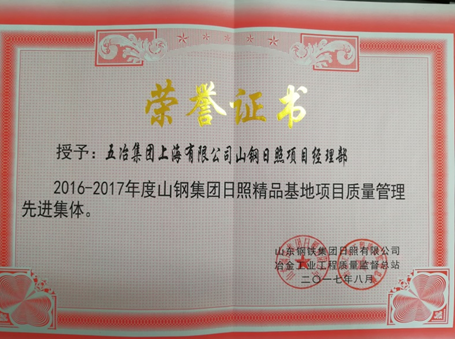 荣誉证书
授予：五冶集团上海有限公司山钢日照项目经理部
2016-2017年度山钢集团日照精品基地项目质量管理
先进集体。
山东钢铁集团日照有限公司
冶金工业工程质量监督总站
二〇一七年八月